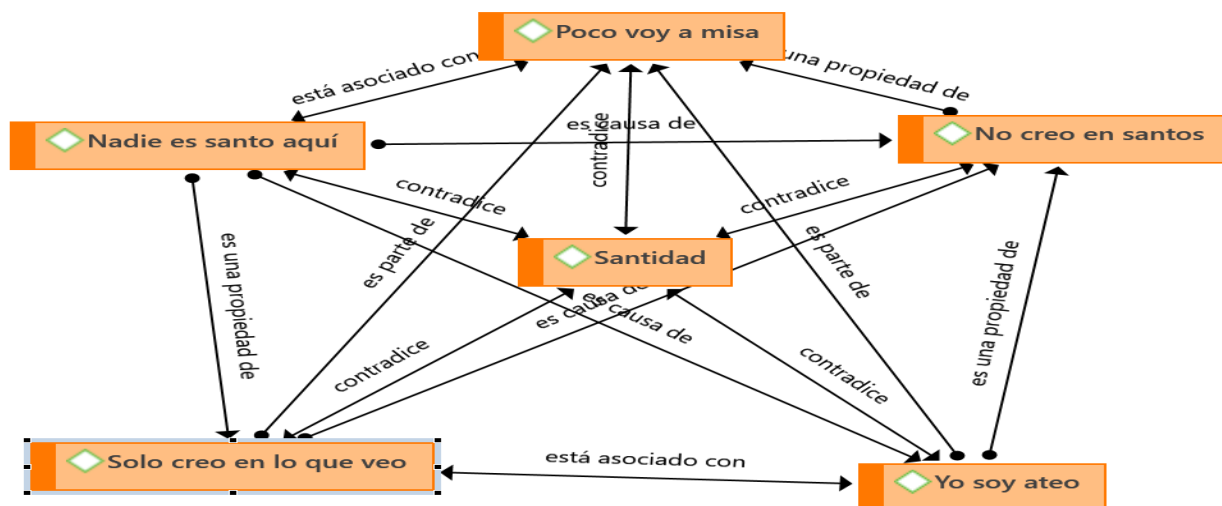 Poco voy a misa
está asociado con
una propiedad de
Nadie es santo aquí
es causa de
No creo en santos
contradice
contradice
contradice
es parte de
es parte de
Santidad
es una propiedad de
es una propiedad de
es causa de
es causa de
contradice
contradice
Solo creo en lo que veo
está asociado con
Yo soy ateo